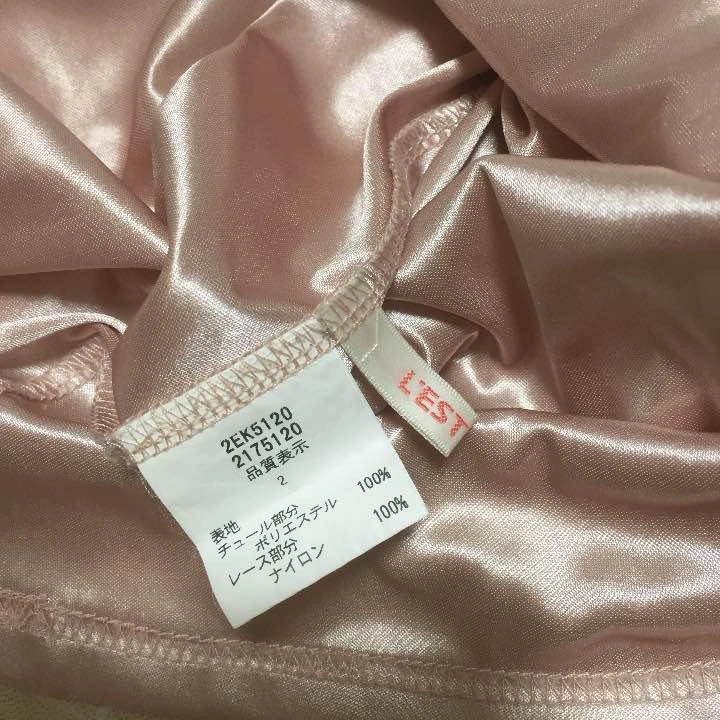 2EK5120
2175120
品質表示
2
表地
チュール部分
ポリエステル 100%
レース部分
ナイロン 100%
L'EST